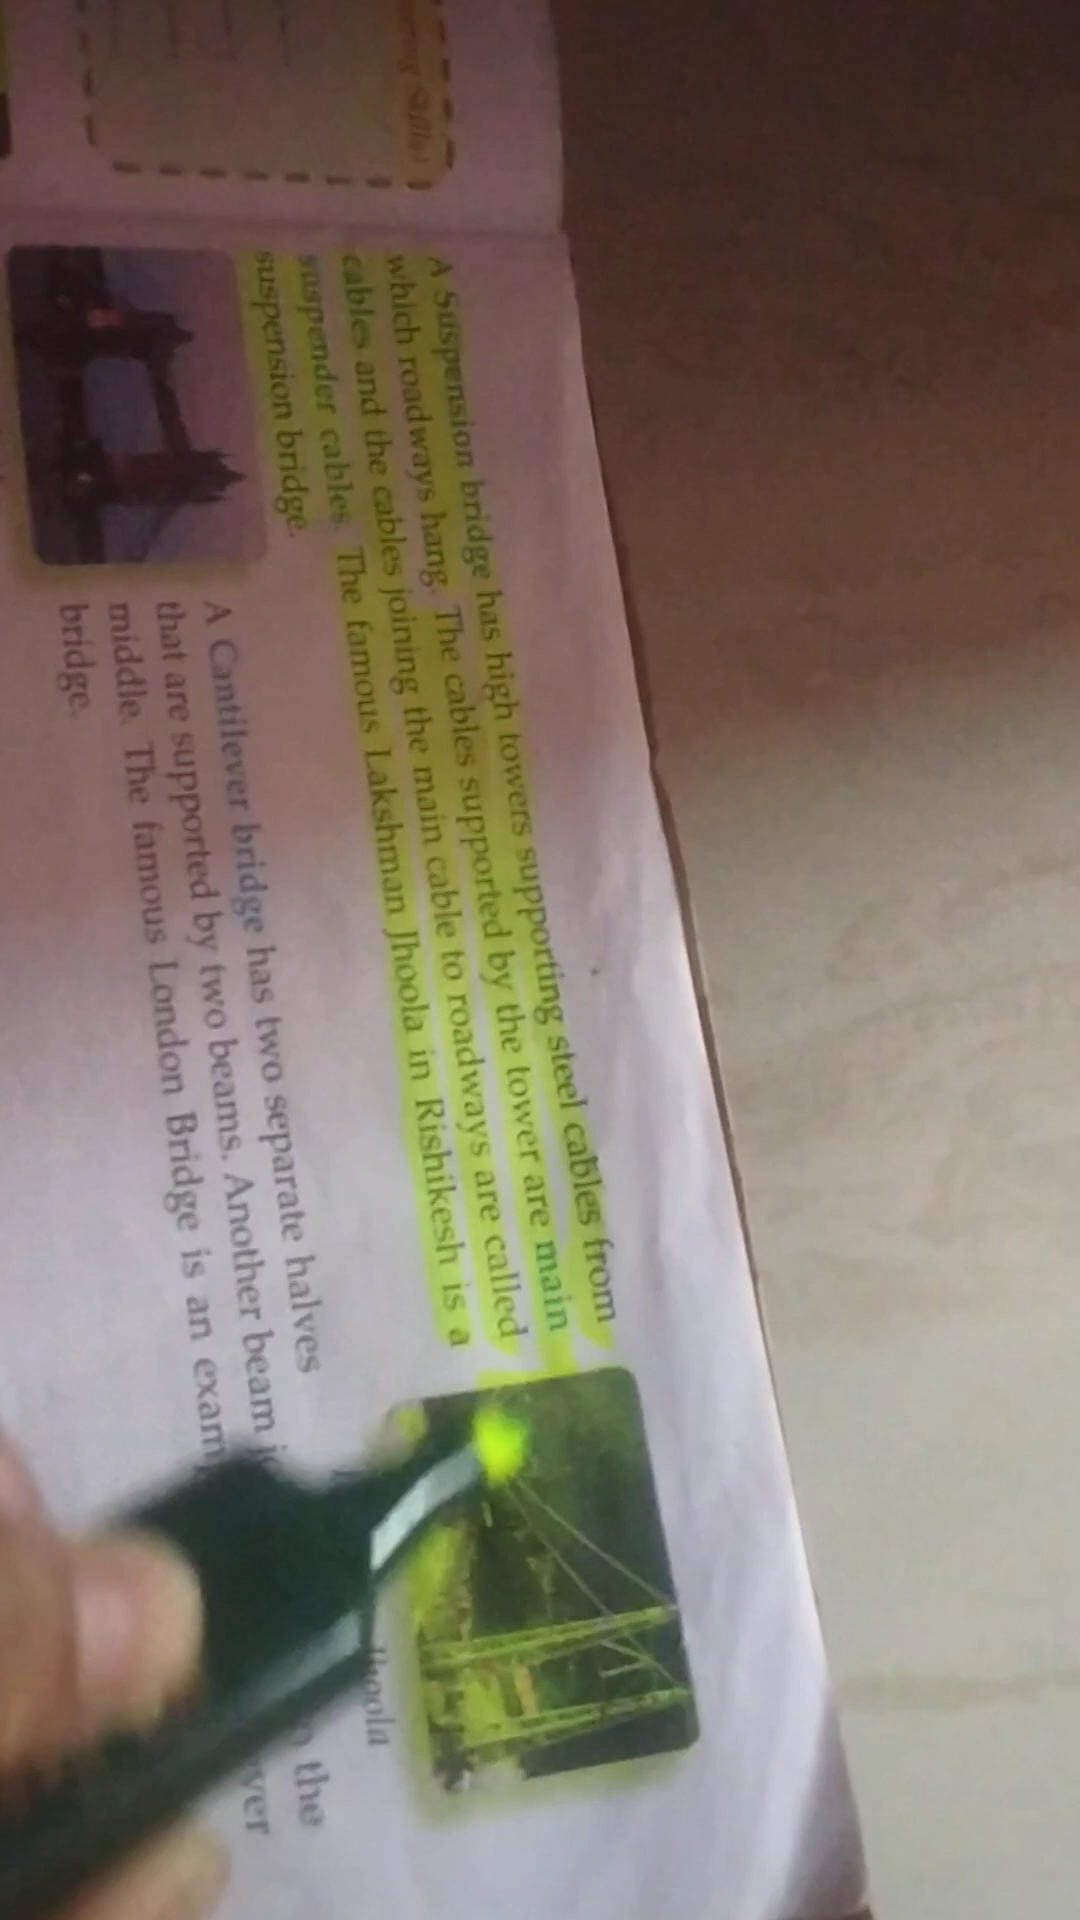 A Suspension bridge has high towers supporting steel cables from
which roadways hang. The cables supported by the tower are main
cables and the cables joining the main cable to roadways are called
suspender cables. The famous Lakshman Jhoola in Rishikesh is a
suspension bridge.
Jhoola
A Cantilever bridge has two separate halves
that are supported by two beams. Another beam the
middle. The famous London Bridge is an
bridge.